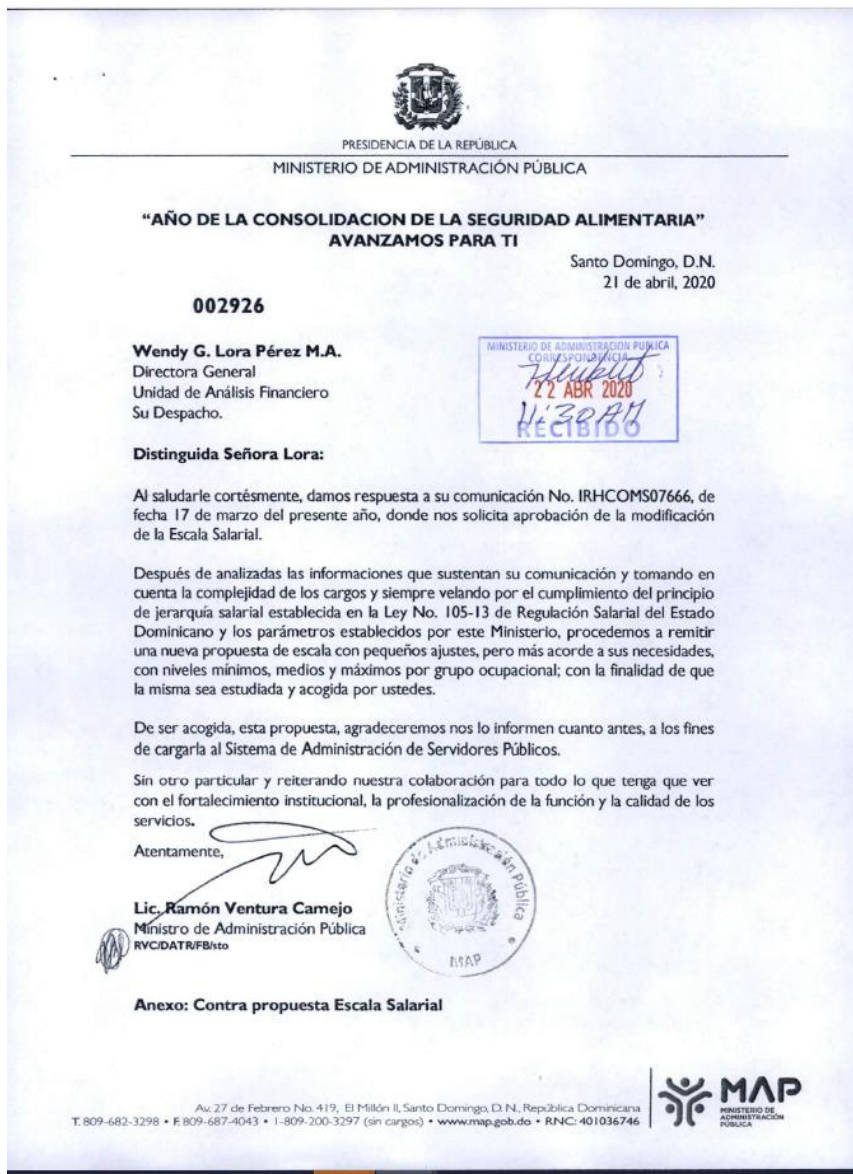 PRESIDENCIA DE LA REPÚBLICA
MINISTERIO DE ADMINISTRACIÓN PÚBLICA
“AÑO DE LA CONSOLIDACION DE LA SEGURIDAD ALIMENTARIA”
AVANZAMOS PARA TI
Santo Domingo, D.N.
21 de abril, 2020
002926
Wendy G. Lora Pérez M.A.
Directora General
Unidad de Análisis Financiero
Su Despacho.
MINISTERIO DE ADMINISTRACION PUBLICA
CORRESPONDENCIA
22 ABR 2020
11:30 AM
RECIBIDO
Distinguida Señora Lora:
Al saludarle cortésmente, damos respuesta a su comunicación No. IRHCOMS07666, de
fecha 17 de marzo del presente año, donde nos solicita aprobación de la modificación
de la Escala Salarial.
Después de analizadas las informaciones que sustentan su comunicación y tomando en
cuenta la complejidad de los cargos y siempre velando por el cumplimiento del principio
de jerarquía salarial establecida en la Ley No. 105-13 de Regulación Salarial del Estado
Dominicano y los parámetros establecidos por este Ministerio, procedemos a remitir
una nueva propuesta de escala con pequeños ajustes, pero más acorde a sus necesidades,
con niveles mínimos, medios y máximos por grupo ocupacional; con la finalidad de que
la misma sea estudiada y acogida por ustedes.
De ser acogida, esta propuesta, agradeceremos nos lo informen cuanto antes, a los fines
de cargarla al Sistema de Administración de Servidores Públicos.
Sin otro particular y reiterando nuestra colaboración para todo lo que tenga que ver
con el fortalecimiento institucional, la profesionalización de la función y la calidad de los
servicios.
Atentamente,
Ministerio de Administración Pública
MAP
Lic. Ramón Ventura Camejo
Ministro de Administración Pública
RVC/DATR/FB/sto
Anexo: Contra propuesta Escala Salarial
Av. 27 de Febrero No. 419, El Millón II, Santo Domingo, D. N., República Dominicana
T. 809-682-3298 • F. 809-687-4043 • 1-809-200-3297 (sin cargos) • www.map.gob.do • RNC: 401036746
MAP
MINISTERIO DE
ADMINISTRACIÓN
PÚBLICA